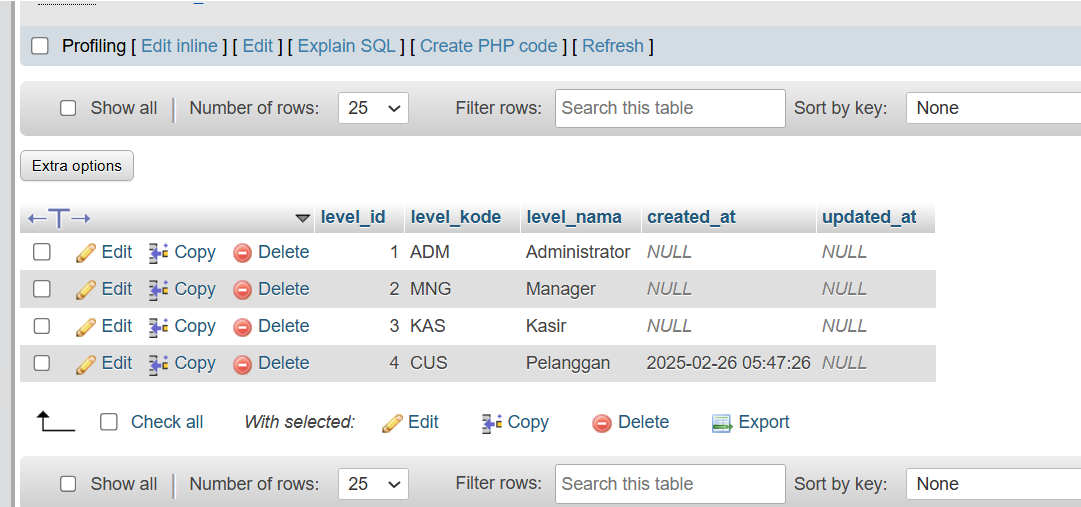 Profiling [ Edit inline ] [ Edit ] [ Explain SQL ] [ Create PHP code ] [ Refresh ]
Show all | Number of rows: 25 Filter rows: Search this table Sort by key: None
Extra options
←T→ level_id level_kode level_nama created_at updated_at
Edit Copy Delete 1 ADM Administrator NULL NULL
Edit Copy Delete 2 MNG Manager NULL NULL
Edit Copy Delete 3 KAS Kasir NULL NULL
Edit Copy Delete 4 CUS Pelanggan 2025-02-26 05:47:26 NULL
Check all With selected: Edit Copy Delete Export
Show all | Number of rows: 25 Filter rows: Search this table Sort by key: None